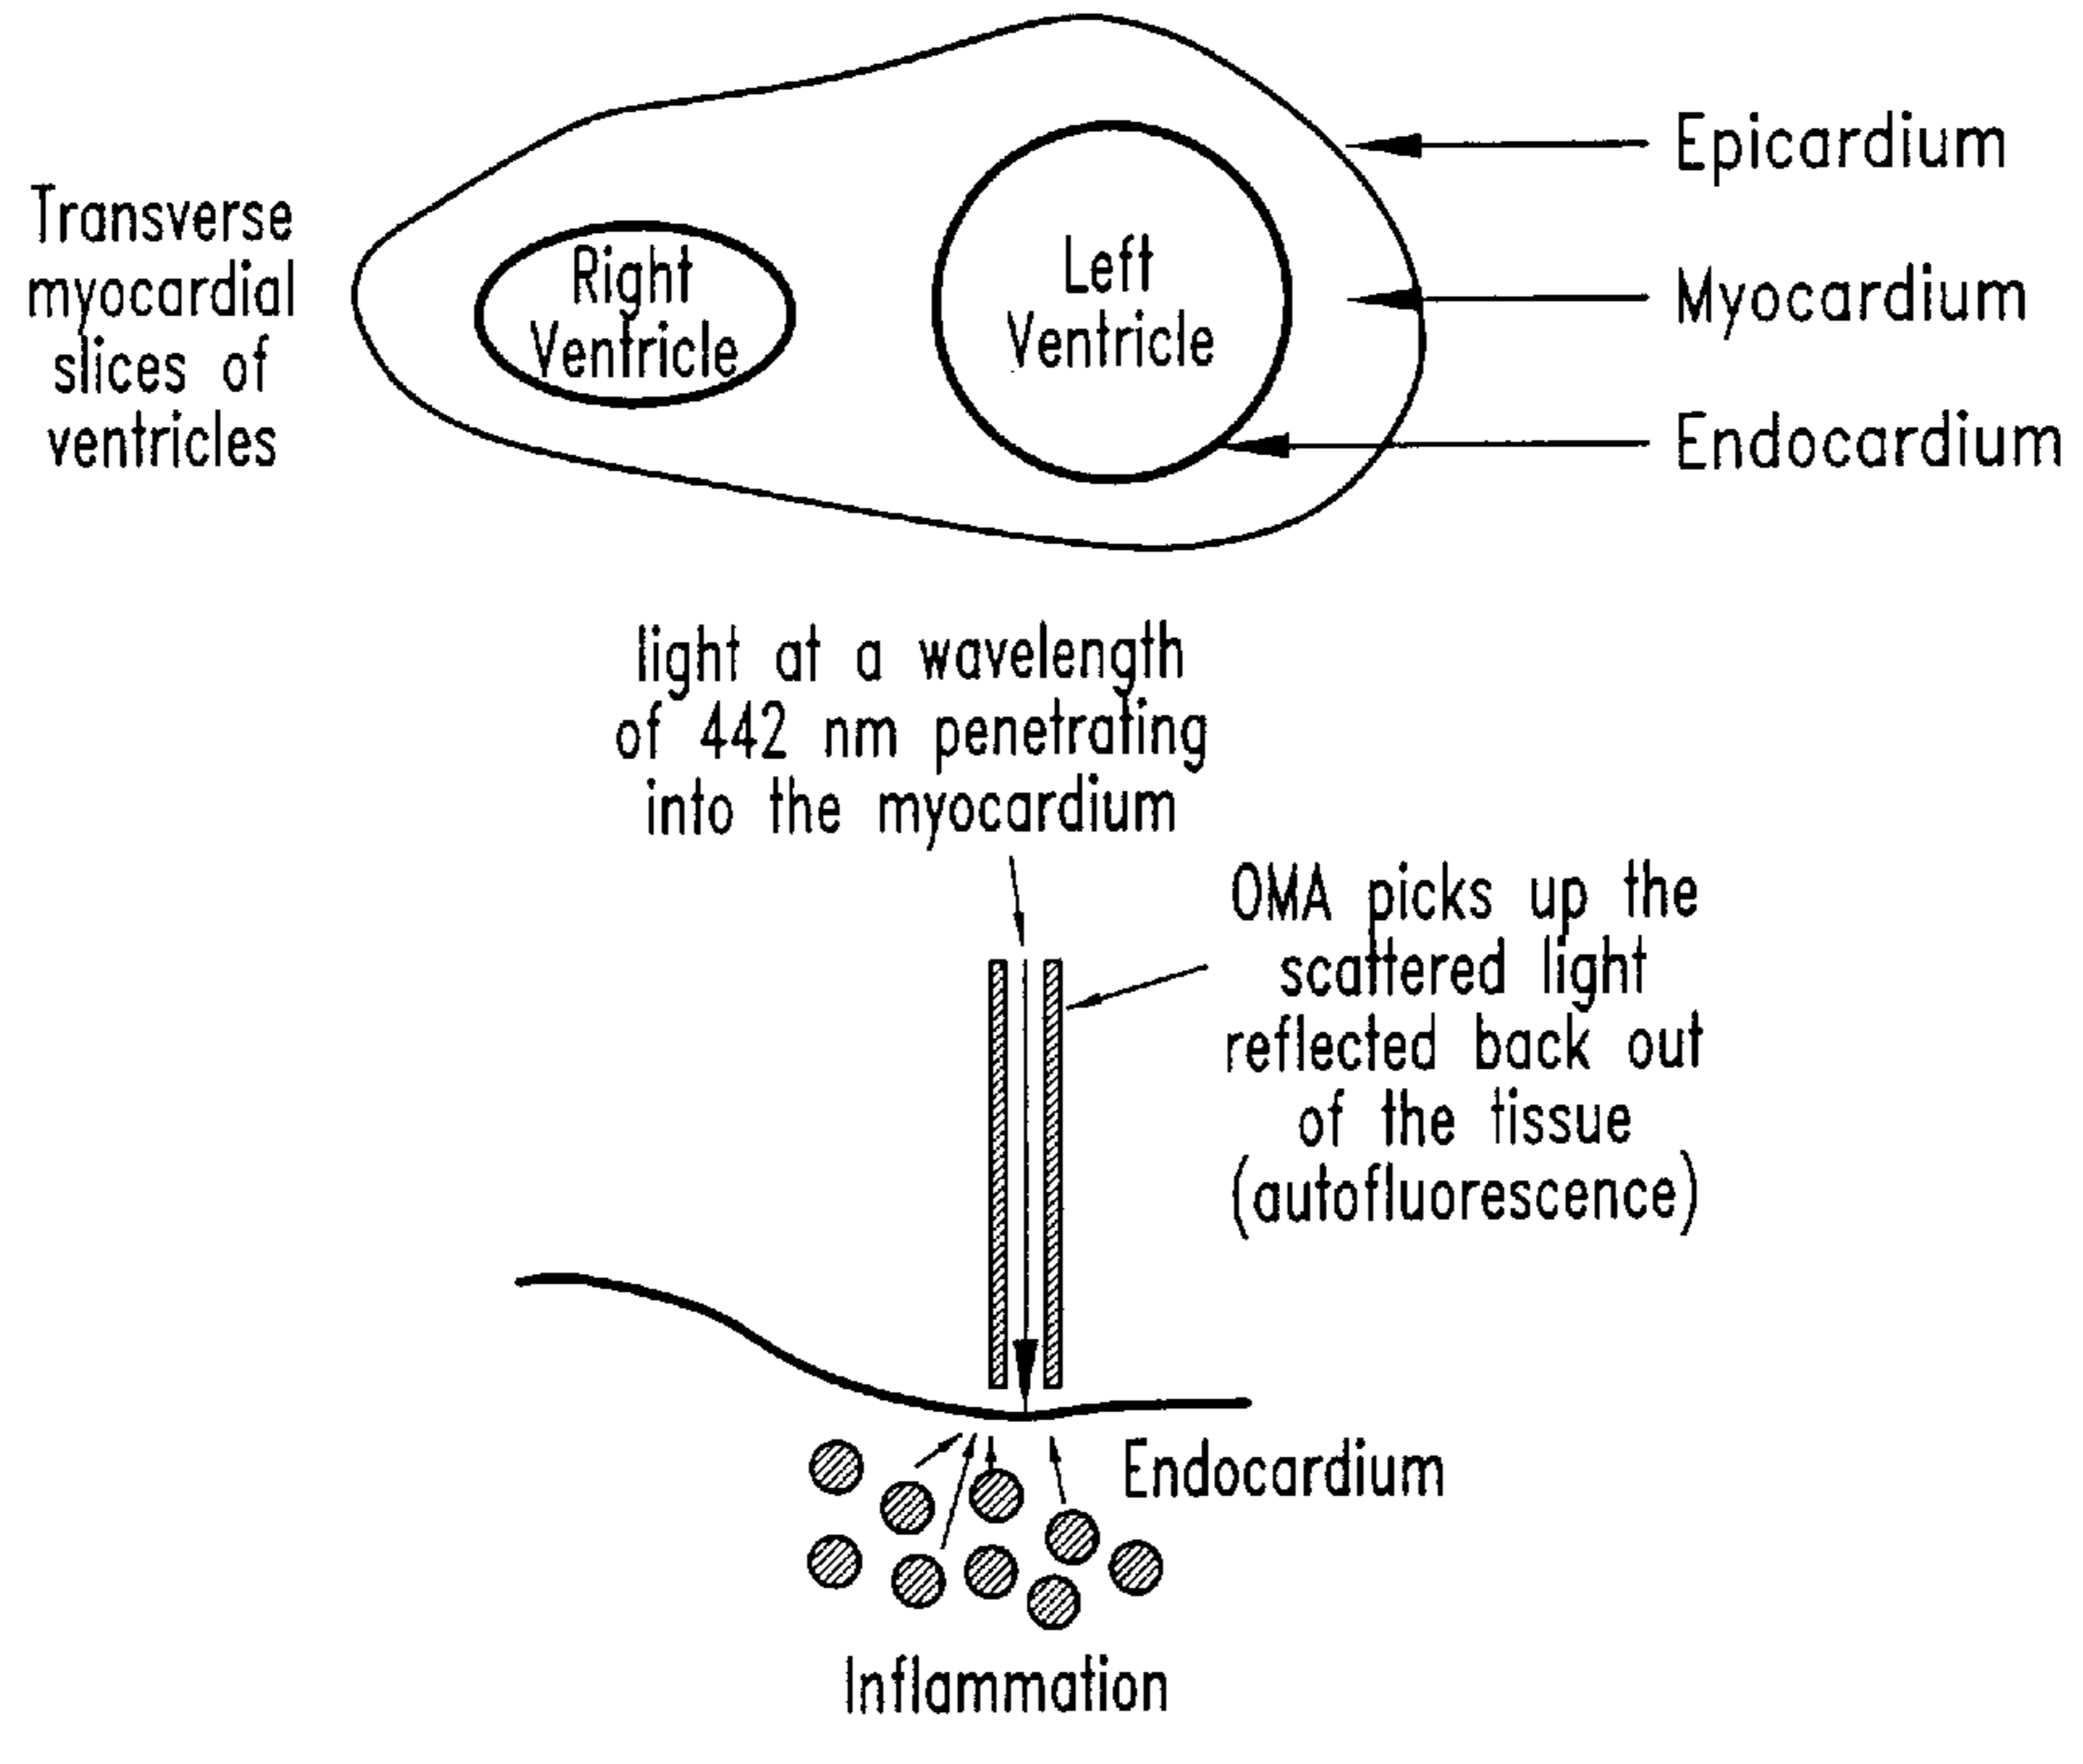 Transverse
myocardial
slices of
ventricles
Right
Ventricle
Left
Ventricle
Epicardium
Myocardium
Endocardium
light at a wavelength
of 442 nm penetrating
into the myocardium
OMA picks up the
scattered light
reflected back out
of the tissue
(autofluorescence)
Endocardium
Inflammation